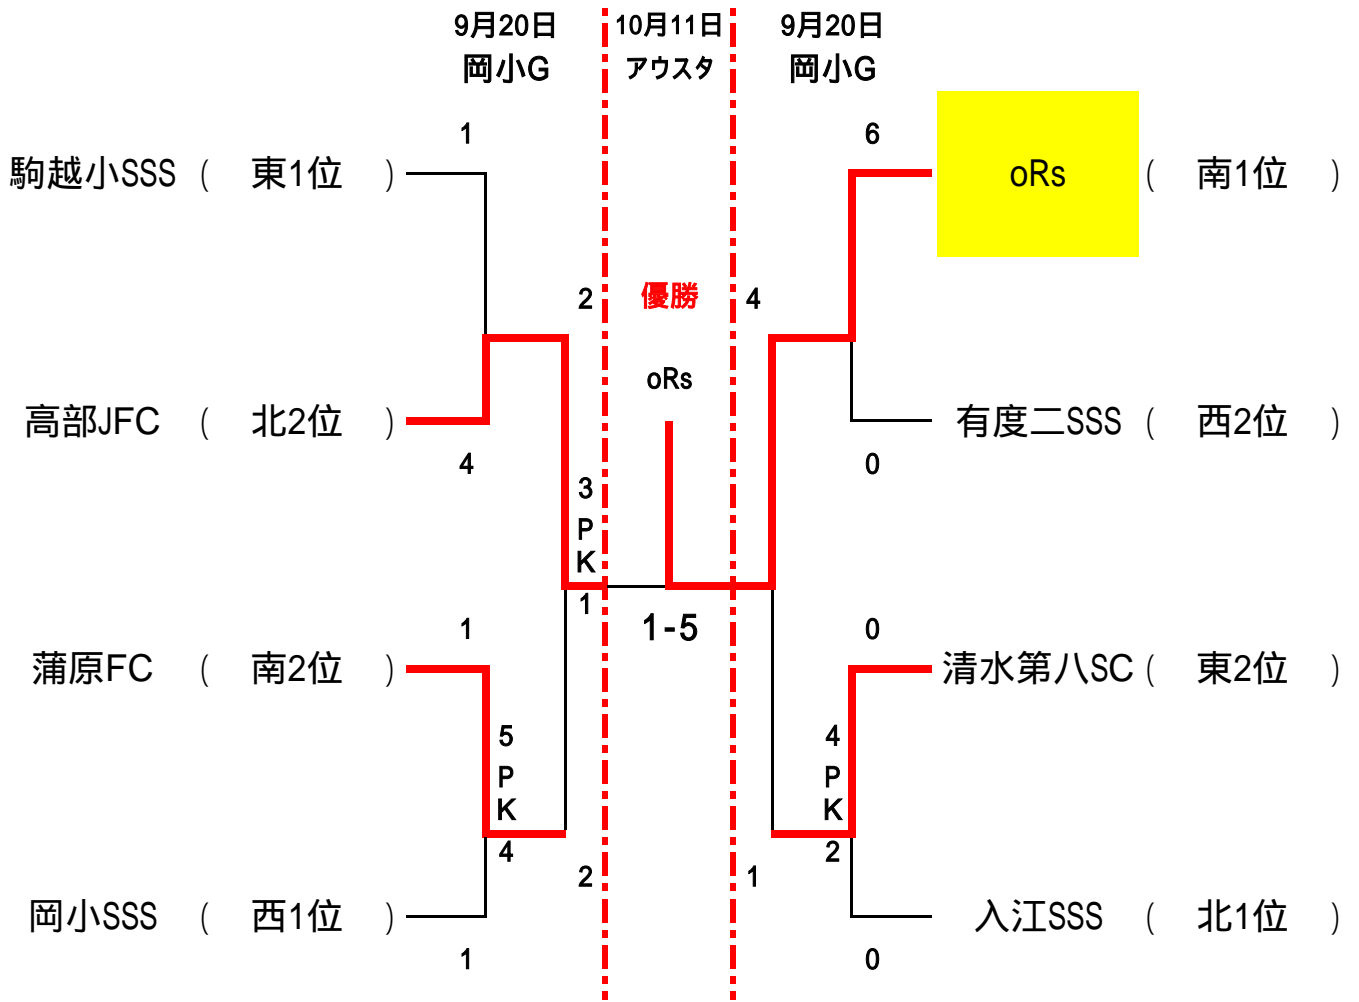 9月20日 10月11日 9月20日
岡小G アウスタ 岡小G
1 6
駒越小SSS ( 東1位 ) oRs ( 南1位 )
2 優勝 4
oRs
高部JFC ( 北2位 ) 有度二SSS ( 西2位 )
4 0
3
P
K
1
1-5
1 0
蒲原FC ( 南2位 ) 清水第八SC ( 東2位 )
5 4
P P
K K
4 2
2 1
岡小SSS ( 西1位 ) 入江SSS ( 北1位 )
1 0